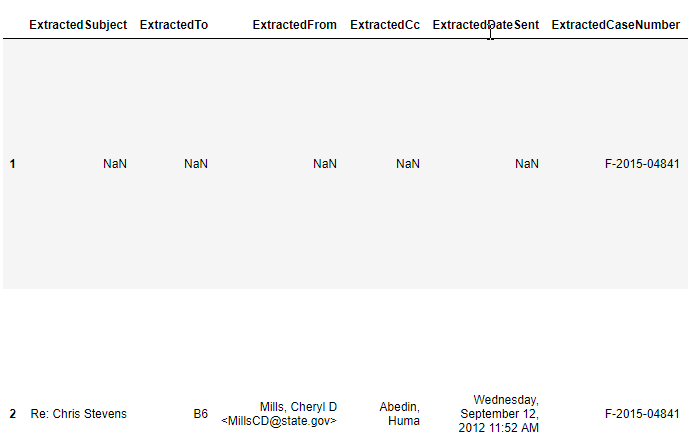 ExtractedSubject ExtractedTo ExtractedFrom ExtractedCc ExtractedDateSent ExtractedCaseNumber
1 NaN NaN NaN NaN NaN F-2015-04841
2 Re: Chris Stevens B6 Mills, Cheryl D <MillsCD@state.gov> Abedin, Huma Wednesday, September 12, 2012 11:52 AM F-2015-04841